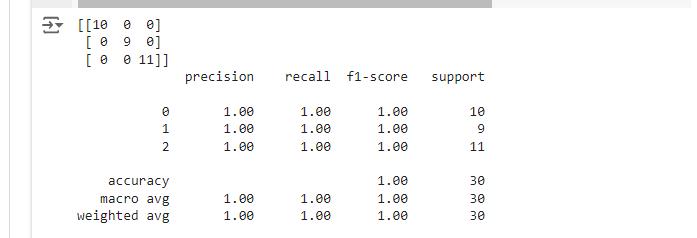 [[10  0  0]
 [ 0  9  0]
 [ 0  0 11]]
              precision    recall  f1-score   support

           0       1.00      1.00      1.00        10
           1       1.00      1.00      1.00         9
           2       1.00      1.00      1.00        11

    accuracy                           1.00        30
   macro avg       1.00      1.00      1.00        30
weighted avg       1.00      1.00      1.00        30